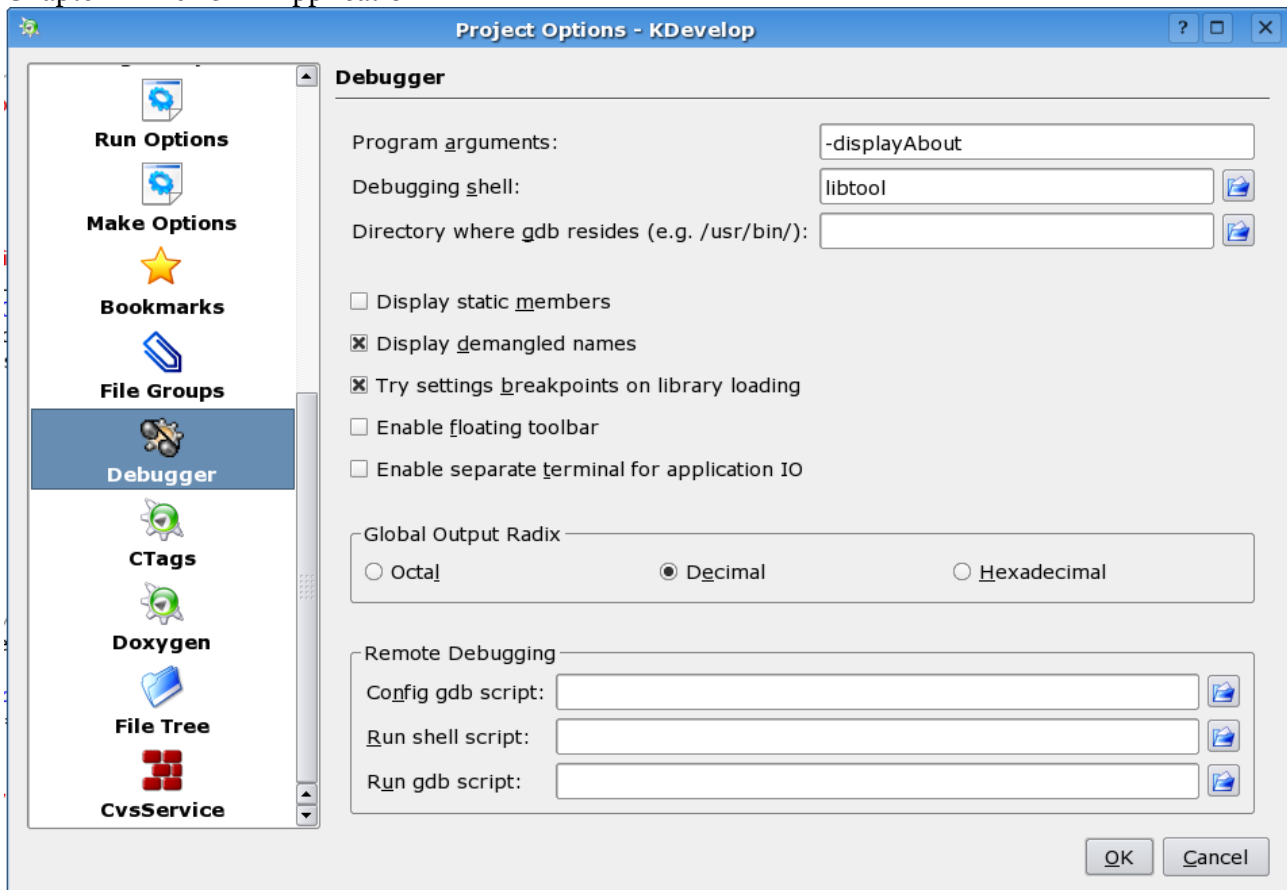 Project Options - KDevelop
Run Options
Make Options
Bookmarks
File Groups
Debugger
CTags
Doxygen
File Tree
CvsService
Debugger
Program arguments: -displayAbout
Debugging shell: libtool
Directory where gdb resides (e.g. /usr/bin/):
Display static members
Display demangled names
Try settings breakpoints on library loading
Enable floating toolbar
Enable separate terminal for application IO
Global Output Radix
Octal Decimal Hexadecimal
Remote Debugging
Config gdb script:
Run shell script:
Run gdb script:
OK Cancel